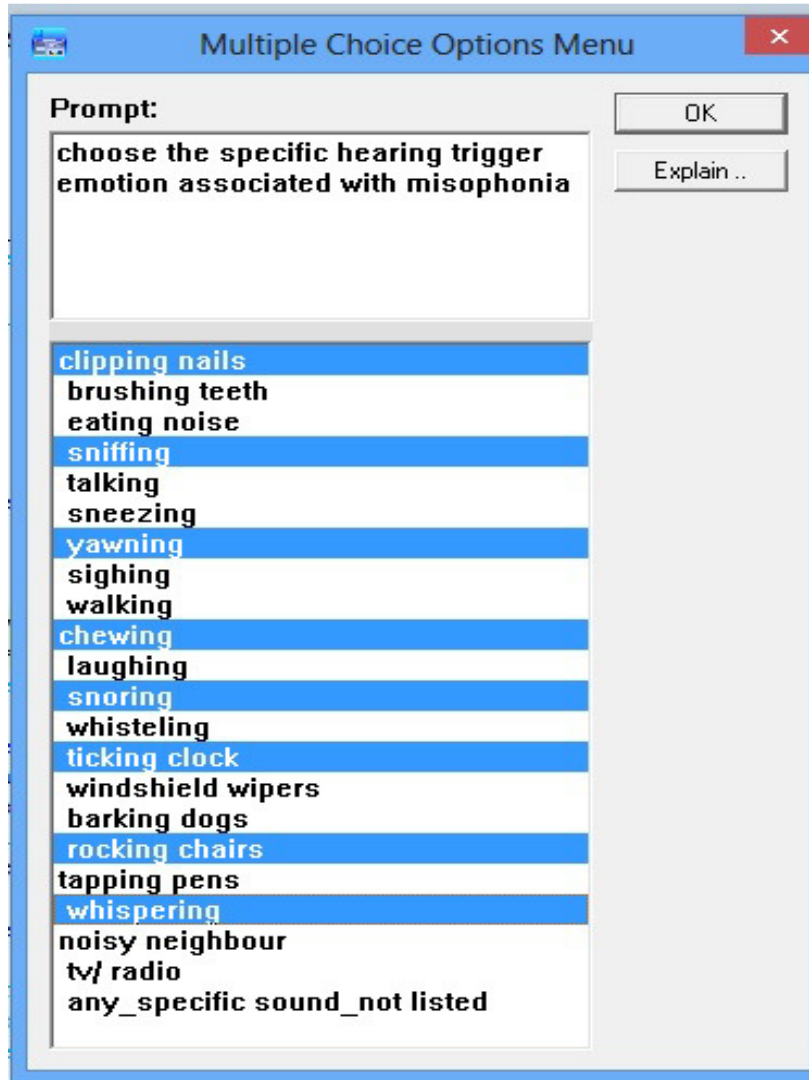 Multiple Choice Options Menu
Prompt:
OK
choose the specific hearing trigger
emotion associated with misophonia
Explain ..
clipping nails
brushing teeth
eating noise
sniffing
talking
sneezing
yawning
sighing
walking
chewing
laughing
snoring
whisteling
ticking clock
windshield wipers
barking dogs
rocking chairs
tapping pens
whispering
noisy neighbour
tv/ radio
any_specific sound_not listed